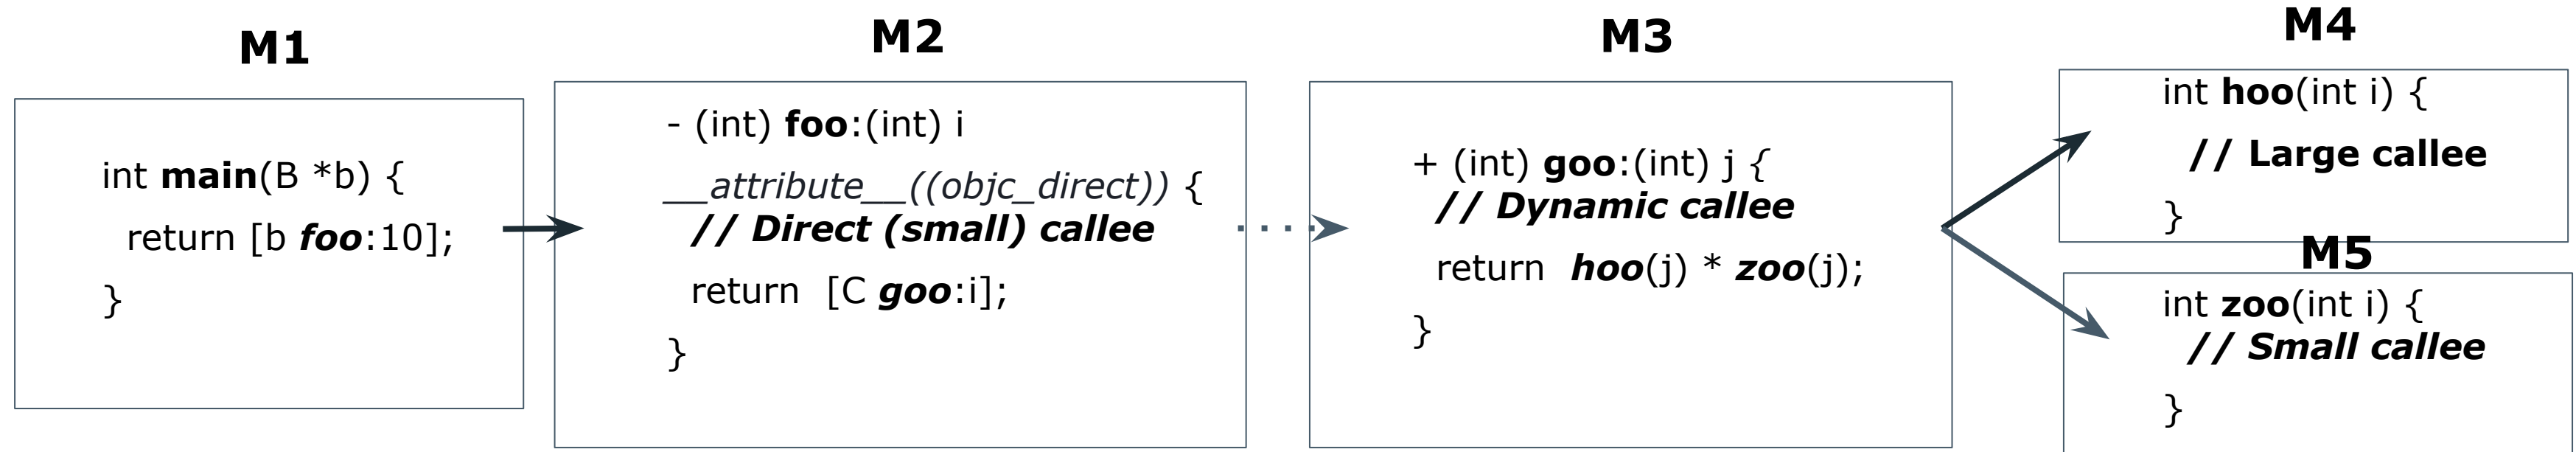 M1
int main(B *b) {
return [b foo:10];
}
M2
- (int) foo:(int) i
__attribute__((objc_direct)) {
// Direct (small) callee
return [C goo:i];
}
M3
+ (int) goo:(int) j {
// Dynamic callee
return hoo(j) * zoo(j);
}
M4
int hoo(int i) {
// Large callee
}
M5
int zoo(int i) {
// Small callee
}